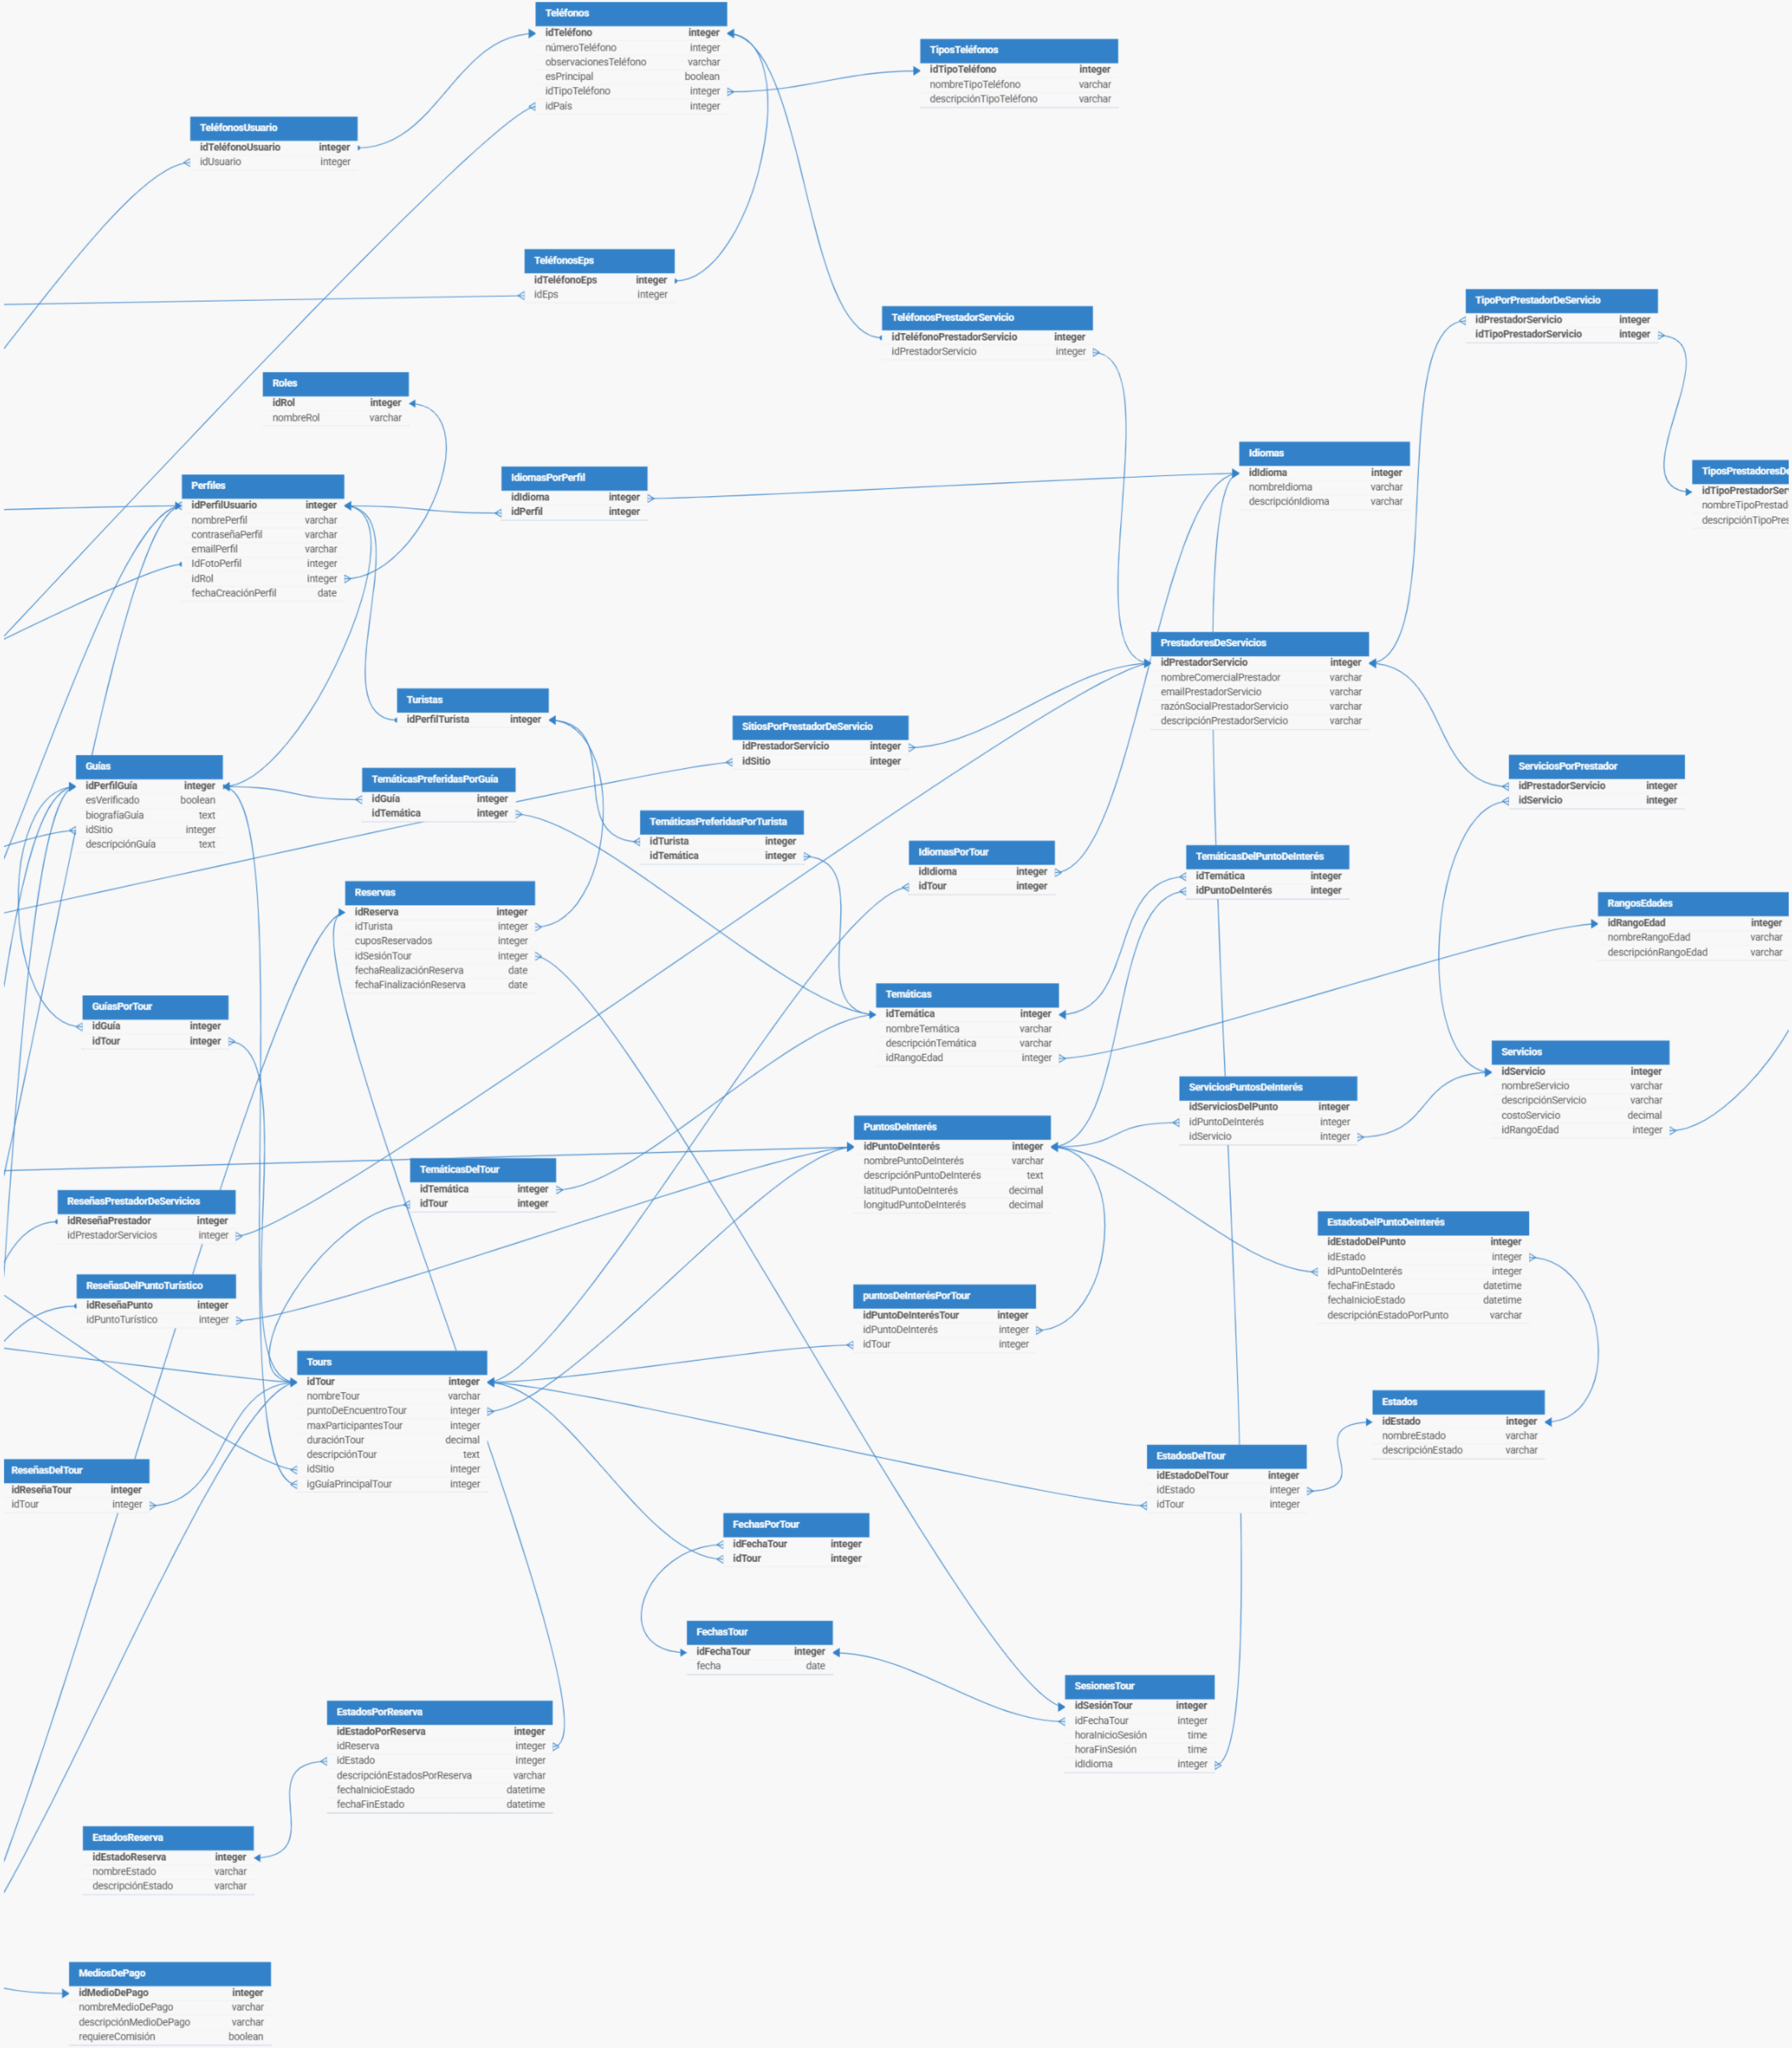 Teléfonos
idTeléfono integer
númeroTeléfono integer
observacionesTeléfono varchar
esPrincipal boolean
idTipoTeléfono integer
idPaís integer
TiposTeléfonos
idTipoTeléfono integer
nombreTipoTeléfono varchar
descripciónTipoTeléfono varchar
TeléfonosUsuario
idTeléfonoUsuario integer
idUsuario integer
TeléfonosEps
idTeléfonoEps integer
idEps integer
TeléfonosPrestadorServicio
idTeléfonoPrestadorServicio integer
idPrestadorServicio integer
TipoPorPrestadorDeServicio
idPrestadorServicio integer
idTipoPrestadorServicio integer
Roles
idRol integer
nombreRol varchar
Idiomas
idIdioma integer
nombreIdioma varchar
descripciónIdioma varchar
TiposPrestadoresDe
idTipoPrestadorSer
nombreTipoPrestad
descripciónTipoPres
Perfiles
idPerfilUsuario integer
nombrePerfil varchar
contraseñaPerfil varchar
emailPerfil varchar
IdFotoPerfil integer
idRol integer
fechaCreaciónPerfil date
IdiomasPorPerfil
idIdioma integer
idPerfil integer
PrestadoresDeServicios
idPrestadorServicio integer
nombreComercialPrestador varchar
emailPrestadorServicio varchar
razónSocialPrestadorServicio varchar
descripciónPrestadorServicio varchar
Turistas
idPerfilTurista integer
SitiosPorPrestadorDeServicio
idPrestadorServicio integer
idSitio integer
Guías
idPerfilGuía integer
esVerificado boolean
biografíaGuía text
idSitio integer
descripciónGuía text
TemáticasPreferidasPorGuía
idGuía integer
idTemática integer
ServiciosPorPrestador
idPrestadorServicio integer
idServicio integer
TemáticasPreferidasPorTurista
idTurista integer
idTemática integer
IdiomasPorTour
idIdioma integer
idTour integer
TemáticasDelPuntoDeInterés
idTemática integer
idPuntoDeInterés integer
Reservas
idReserva integer
idTurista integer
cuposReservados integer
idSesiónTour integer
fechaRealizaciónReserva date
fechaFinalizaciónReserva date
RangosEdades
idRangoEdad integer
nombreRangoEdad varchar
descripciónRangoEdad varchar
GuíasPorTour
idGuía integer
idTour integer
Temáticas
idTemática integer
nombreTemática varchar
descripciónTemática varchar
idRangoEdad integer
Servicios
idServicio integer
nombreServicio varchar
descripciónServicio varchar
costoServicio decimal
idRangoEdad integer
ServiciosPuntosDeInterés
idServiciosDelPunto integer
idPuntoDeInterés integer
idServicio integer
PuntosDeInterés
idPuntoDeInterés integer
nombrePuntoDeInterés varchar
descripciónPuntoDeInterés text
latitudPuntoDeInterés decimal
longitudPuntoDeInterés decimal
TemáticasDelTour
idTemática integer
idTour integer
ReseñasPrestadorDeServicios
idReseñaPrestador integer
idPrestadorServicios integer
EstadosDelPuntoDeInterés
idEstadoDelPunto integer
idEstado integer
idPuntoDeInterés integer
fechaFinEstado datetime
fechaInicioEstado datetime
descripciónEstadoPorPunto varchar
ReseñasDelPuntoTurístico
idReseñaPunto integer
idPuntoTurístico integer
puntosDeInterésPorTour
idPuntoDeInterésTour integer
idPuntoDeInterés integer
idTour integer
Tours
idTour integer
nombreTour varchar
puntoDeEncuentroTour integer
maxParticipantesTour integer
duraciónTour decimal
descripciónTour text
idSitio integer
igGuíaPrincipalTour integer
Estados
idEstado integer
nombreEstado varchar
descripciónEstado varchar
EstadosDelTour
idEstadoDelTour integer
idEstado integer
idTour integer
ReseñasDelTour
idReseñaTour integer
idTour integer
FechasPorTour
idFechaTour integer
idTour integer
FechasTour
idFechaTour integer
fecha date
SesionesTour
idSesiónTour integer
idFechaTour integer
horaInicioSesión time
horaFinSesión time
idIdioma integer
EstadosPorReserva
idEstadoPorReserva integer
idReserva integer
idEstado integer
descripciónEstadosPorReserva varchar
fechaInicioEstado datetime
fechaFinEstado datetime
EstadosReserva
idEstadoReserva integer
nombreEstado varchar
descripciónEstado varchar
MediosDePago
idMedioDePago integer
nombreMedioDePago varchar
descripciónMedioDePago varchar
requiereComisión boolean